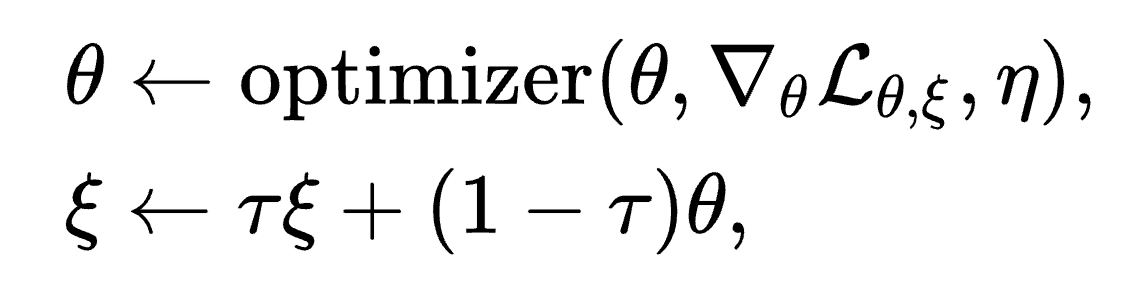 θ ← optimizer(θ, ∇_θ ℒ_{θ,ξ}, η),
ξ ← τξ + (1 − τ)θ,